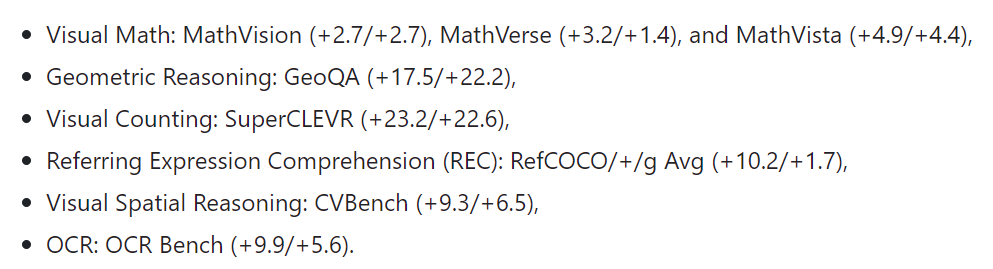 • Visual Math: MathVision (+2.7/+2.7), MathVerse (+3.2/+1.4), and MathVista (+4.9/+4.4),
• Geometric Reasoning: GeoQA (+17.5/+22.2),
• Visual Counting: SuperCLEVR (+23.2/+22.6),
• Referring Expression Comprehension (REC): RefCOCO/+/g Avg (+10.2/+1.7),
• Visual Spatial Reasoning: CVBench (+9.3/+6.5),
• OCR: OCR Bench (+9.9/+5.6).